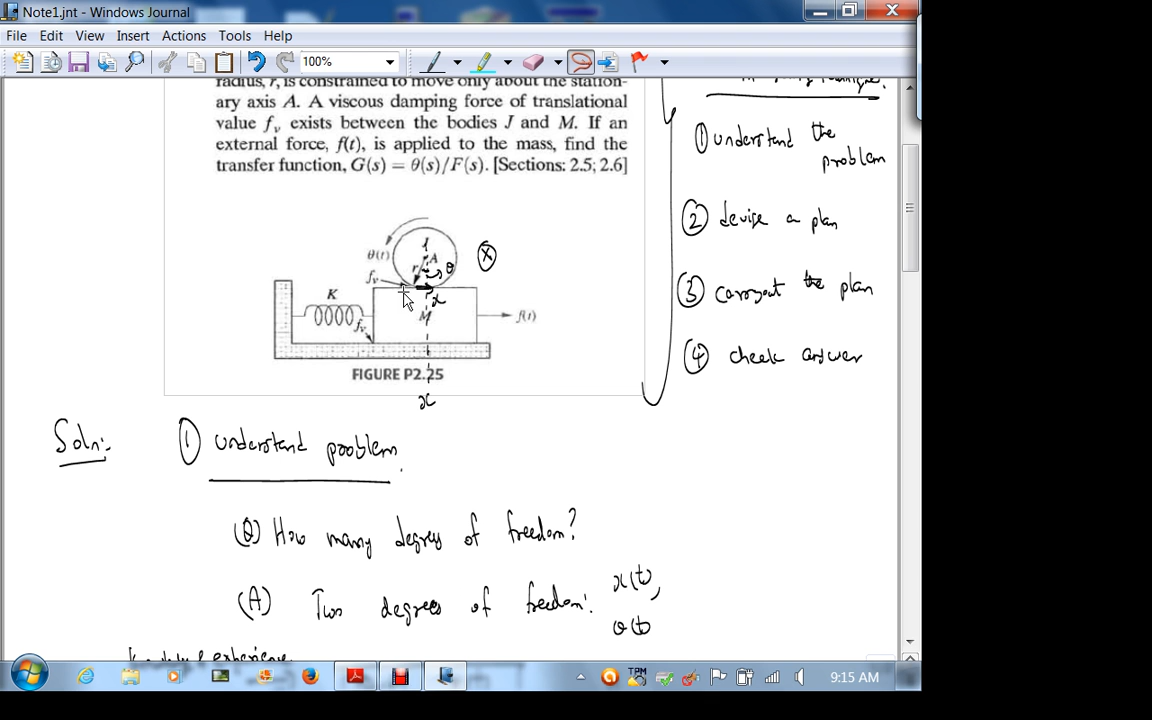 Note1.jnt - Windows Journal
File Edit View Insert Actions Tools Help
100%
radius, r, is constrained to move only about the station-
ary axis A. A viscous damping force of translational
value fv exists between the bodies J and M. If an
external force, f(t), is applied to the mass, find the
transfer function, G(s) = θ(s)/F(s). [Sections: 2.5; 2.6]
① understand the
problem
② devise a plan
③ carryout the plan
④ check answer
J
θ(t)
A
r
θ
fv
x
K
fv
M
f(t)
FIGURE P2.25
x
Soln:
① understand problem.
(Q) How many degrees of freedom?
(A) Two degrees of freedom: x(t),
θ(t)
9:15 AM